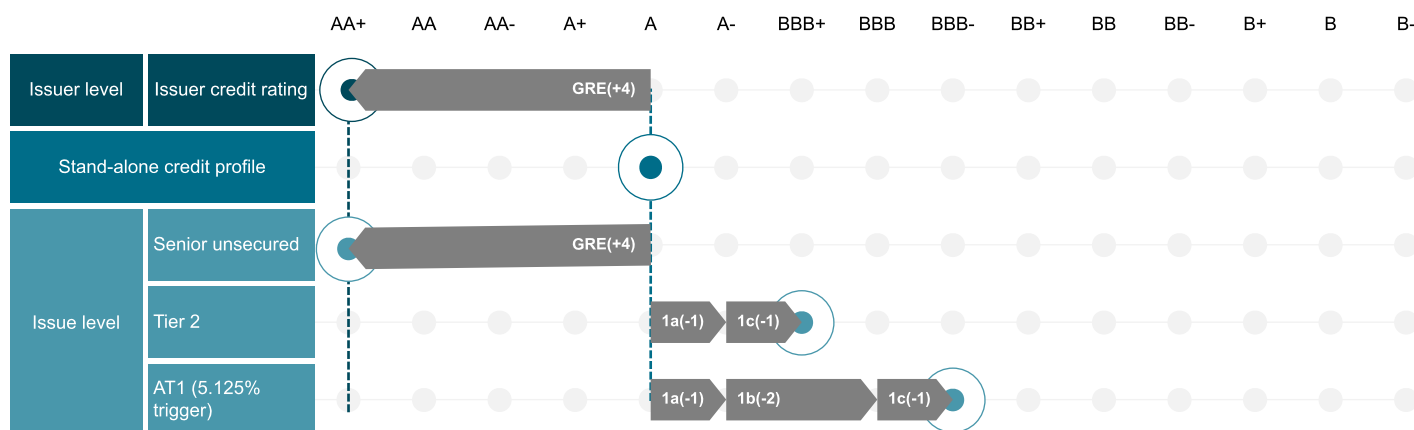 AA+ AA AA- A+ A A- BBB+ BBB BBB- BB+ BB BB- B+ B B-
Issuer level Issuer credit rating GRE(+4)
Stand-alone credit profile
Issue level
Senior unsecured GRE(+4)
Tier 2 1a(-1) 1c(-1)
AT1 (5.125%
trigger)
1a(-1) 1b(-2) 1c(-1)